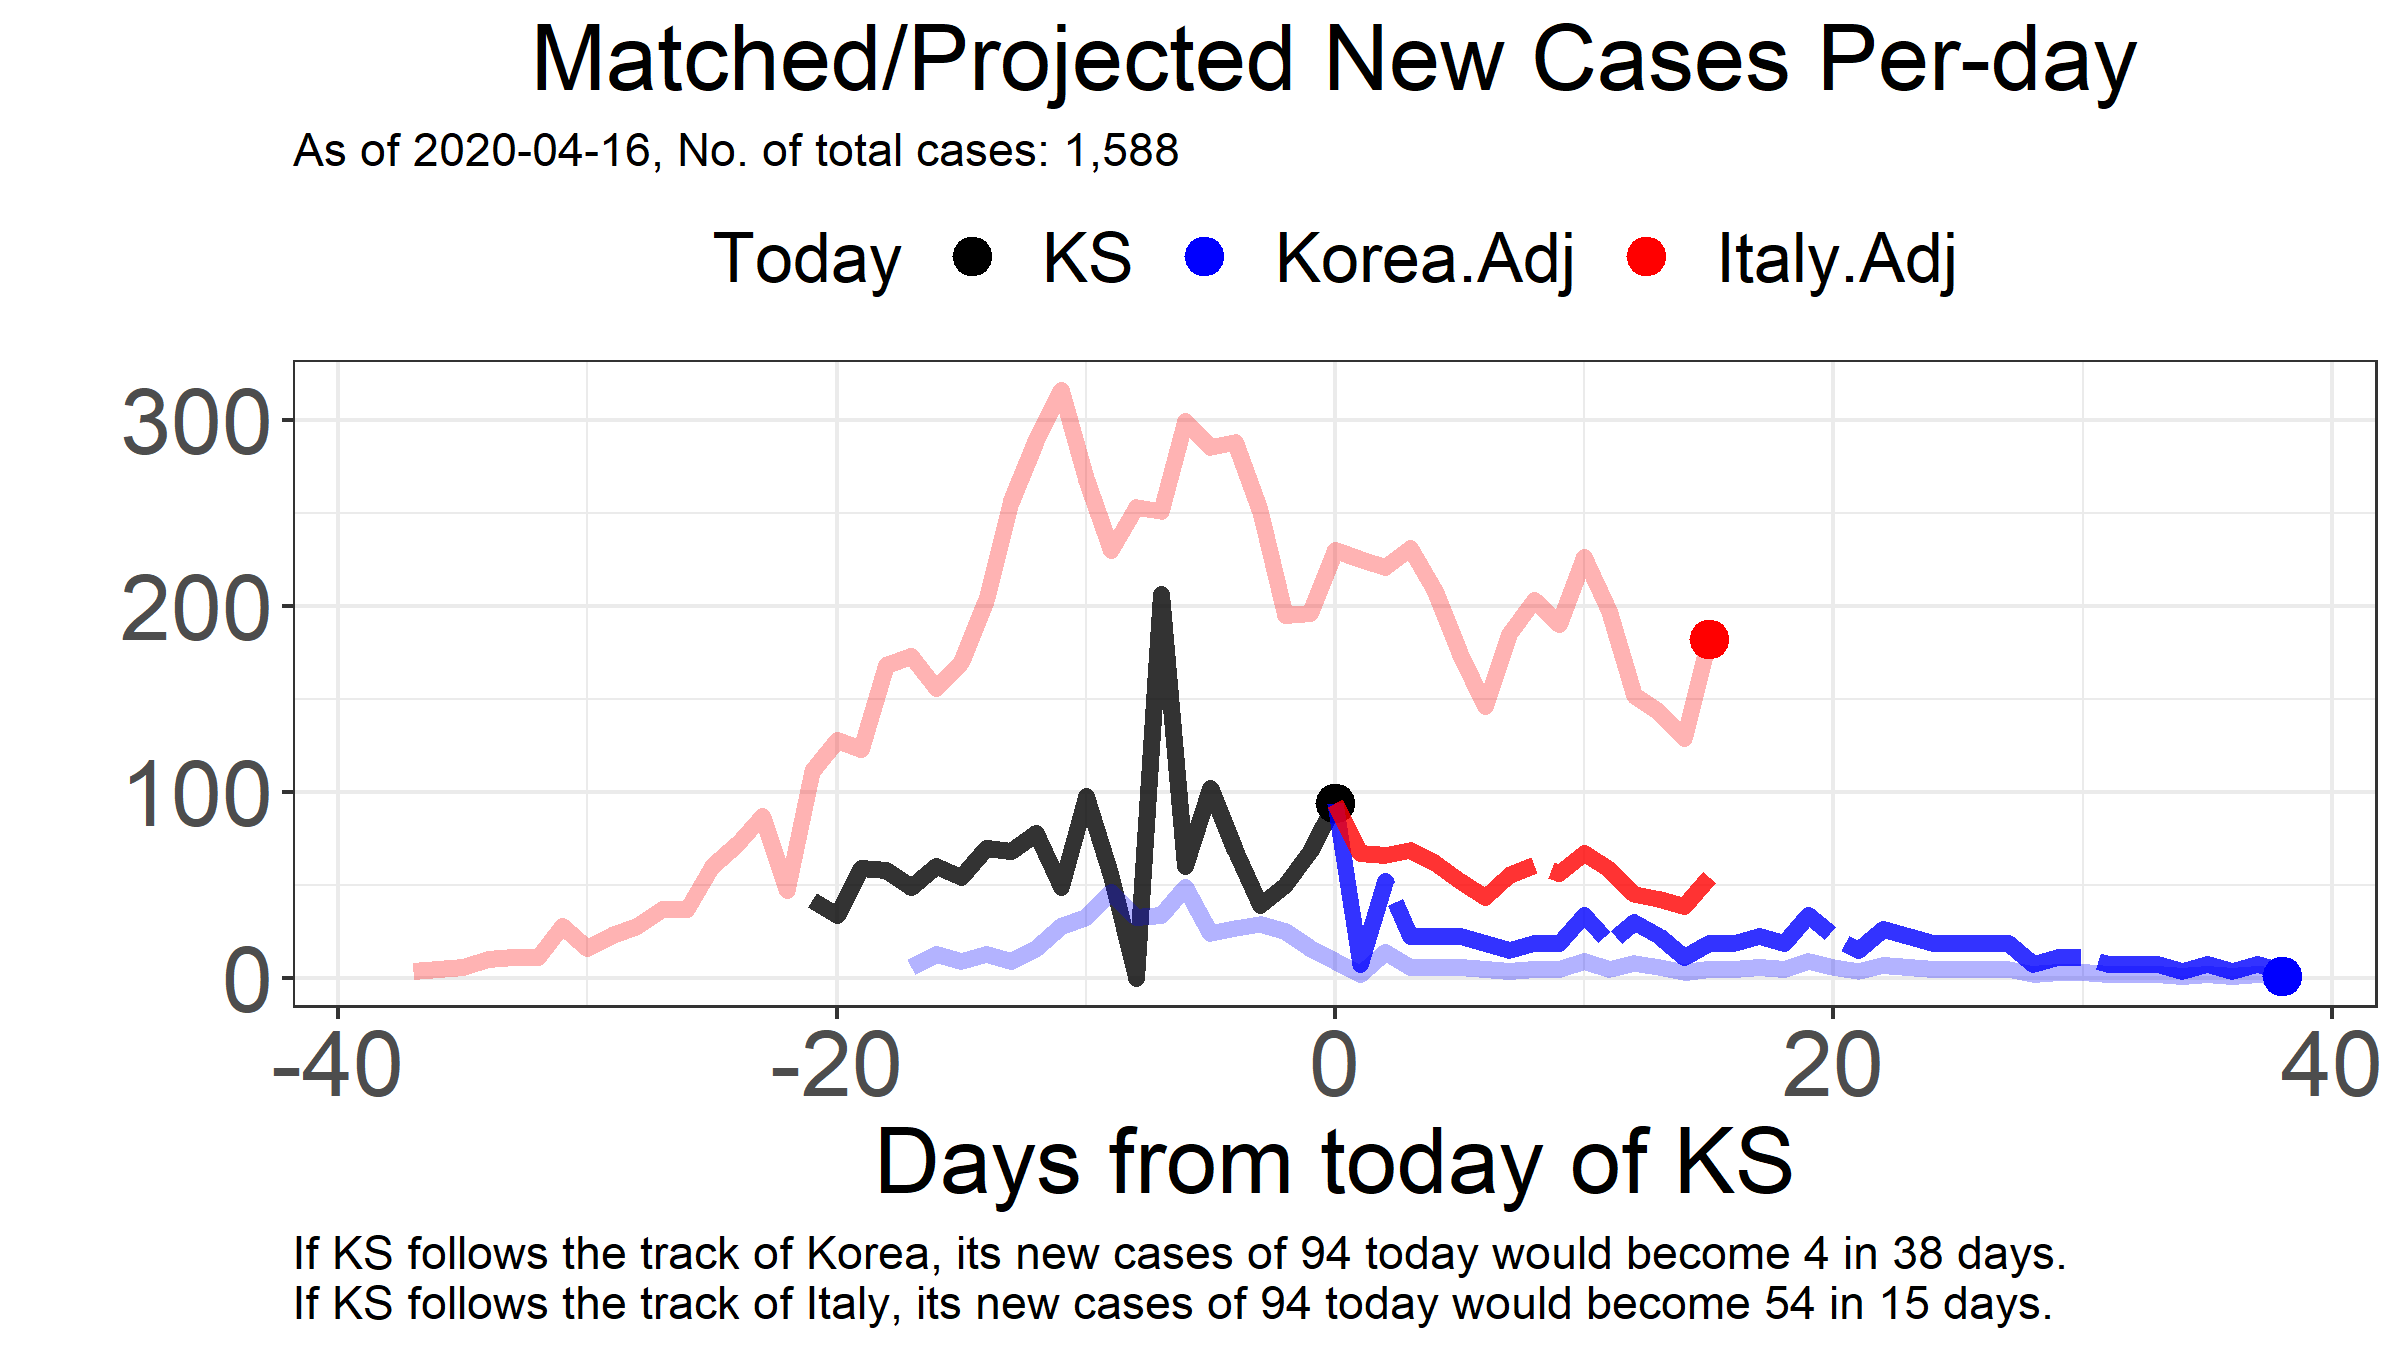 Matched/Projected New Cases Per-day
As of 2020-04-16, No. of total cases: 1,588
Today KS Korea.Adj Italy.Adj
300
200
100
0
-40 -20 0 20 40
Days from today of KS
If KS follows the track of Korea, its new cases of 94 today would become 4 in 38 days.
If KS follows the track of Italy, its new cases of 94 today would become 54 in 15 days.